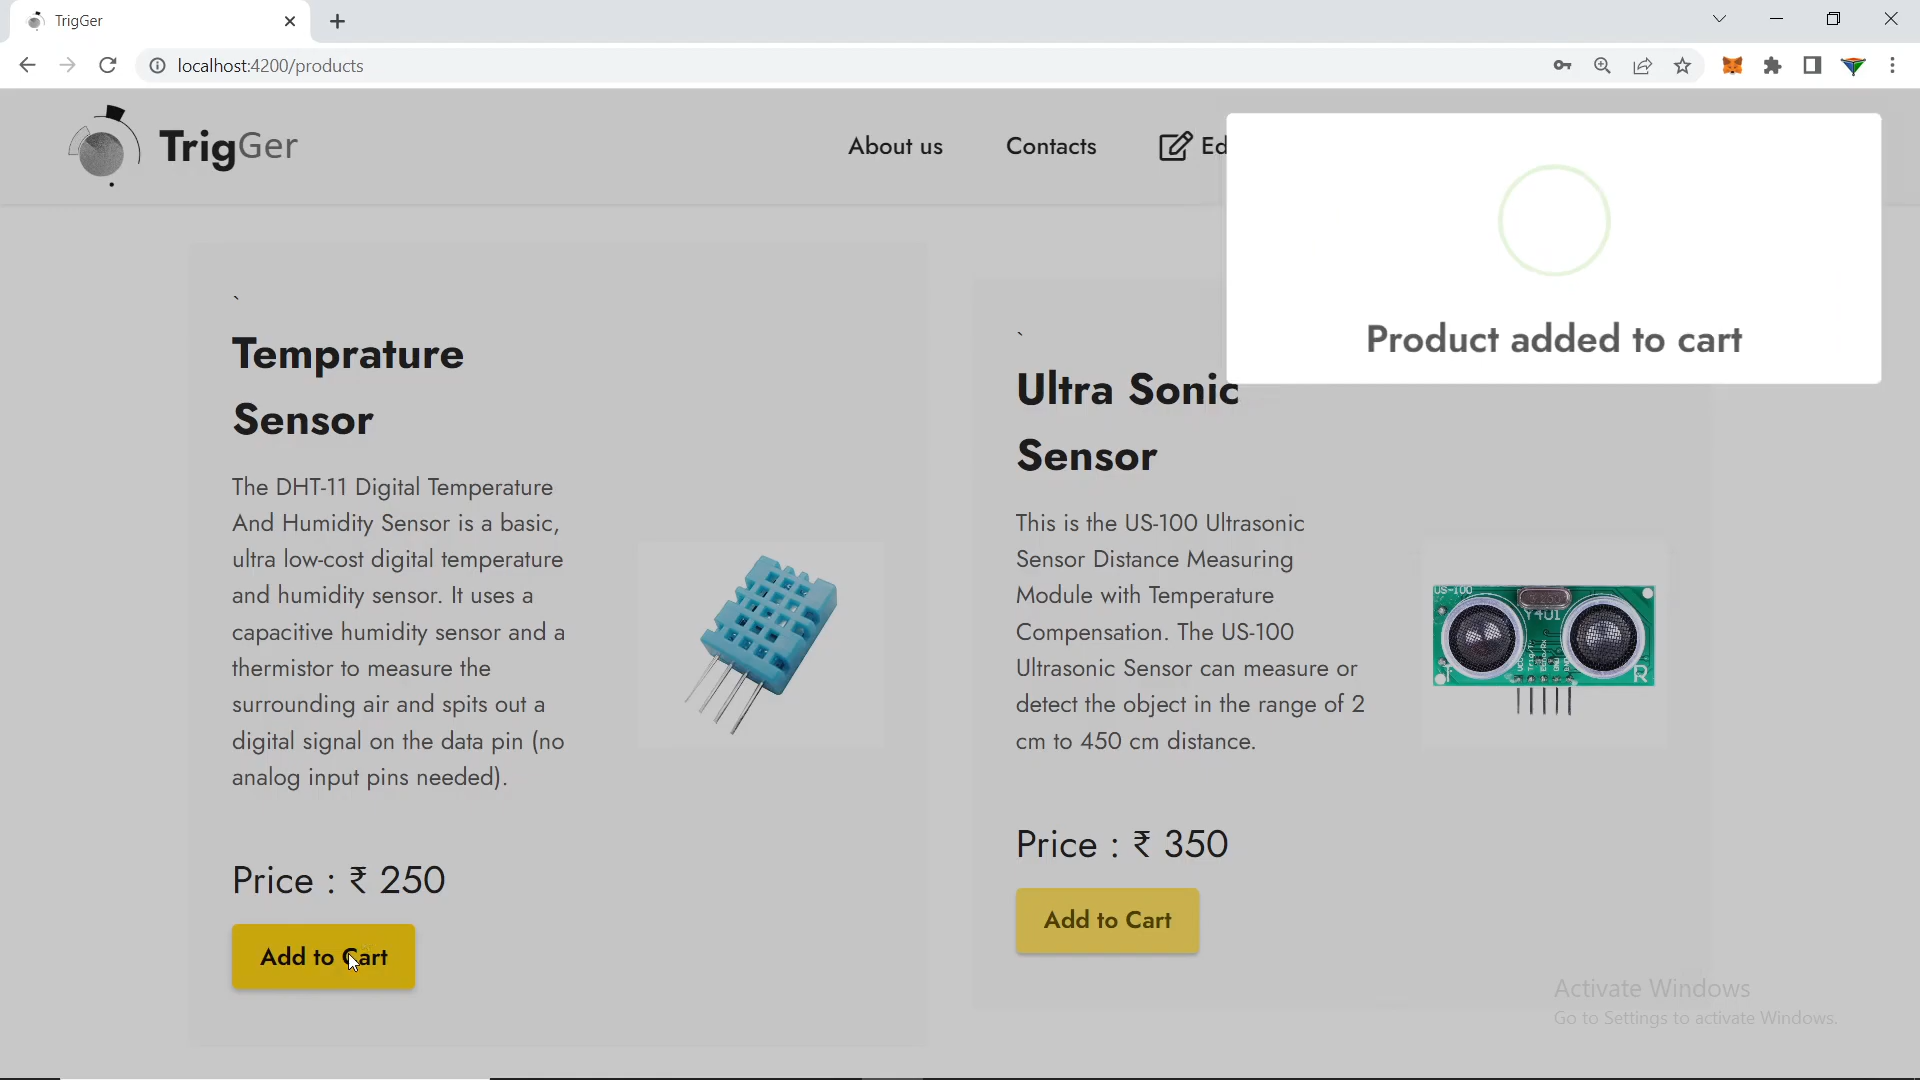 TrigGer
localhost:4200/products
TrigGer
About us
Contacts
Ed
Product added to cart
`
Temprature
Sensor
The DHT-11 Digital Temperature
And Humidity Sensor is a basic,
ultra low-cost digital temperature
and humidity sensor. It uses a
capacitive humidity sensor and a
thermistor to measure the
surrounding air and spits out a
digital signal on the data pin (no
analog input pins needed).
Price : ₹ 250
Add to Cart
`
Ultra Sonic
Sensor
This is the US-100 Ultrasonic
Sensor Distance Measuring
Module with Temperature
Compensation. The US-100
Ultrasonic Sensor can measure or
detect the object in the range of 2
cm to 450 cm distance.
US-100
Y4U1
T
R
Price : ₹ 350
Add to Cart
Activate Windows
Go to Settings to activate Windows.